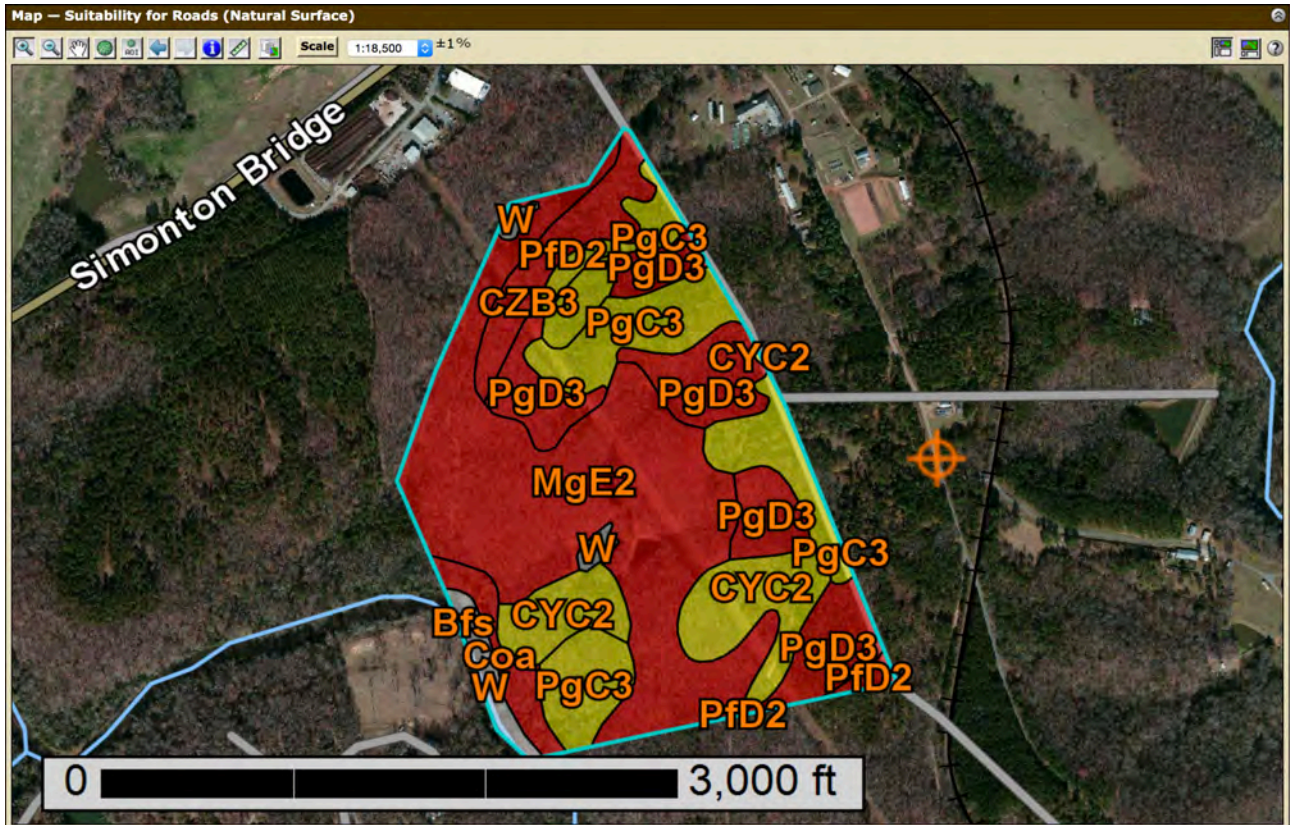 Map — Suitability for Roads (Natural Surface)
AOI
Scale
1:18,500
±1%
?
Simonton Bridge
W
PgC3
PfD2
PgD3
CZB3
PgC3
CYC2
PgD3
PgD3
MgE2
PgD3
W
PgC3
CYC2
CYC2
Bfs
PgD3
Coa
W
PgC3
PfD2
PfD2
0
3,000 ft